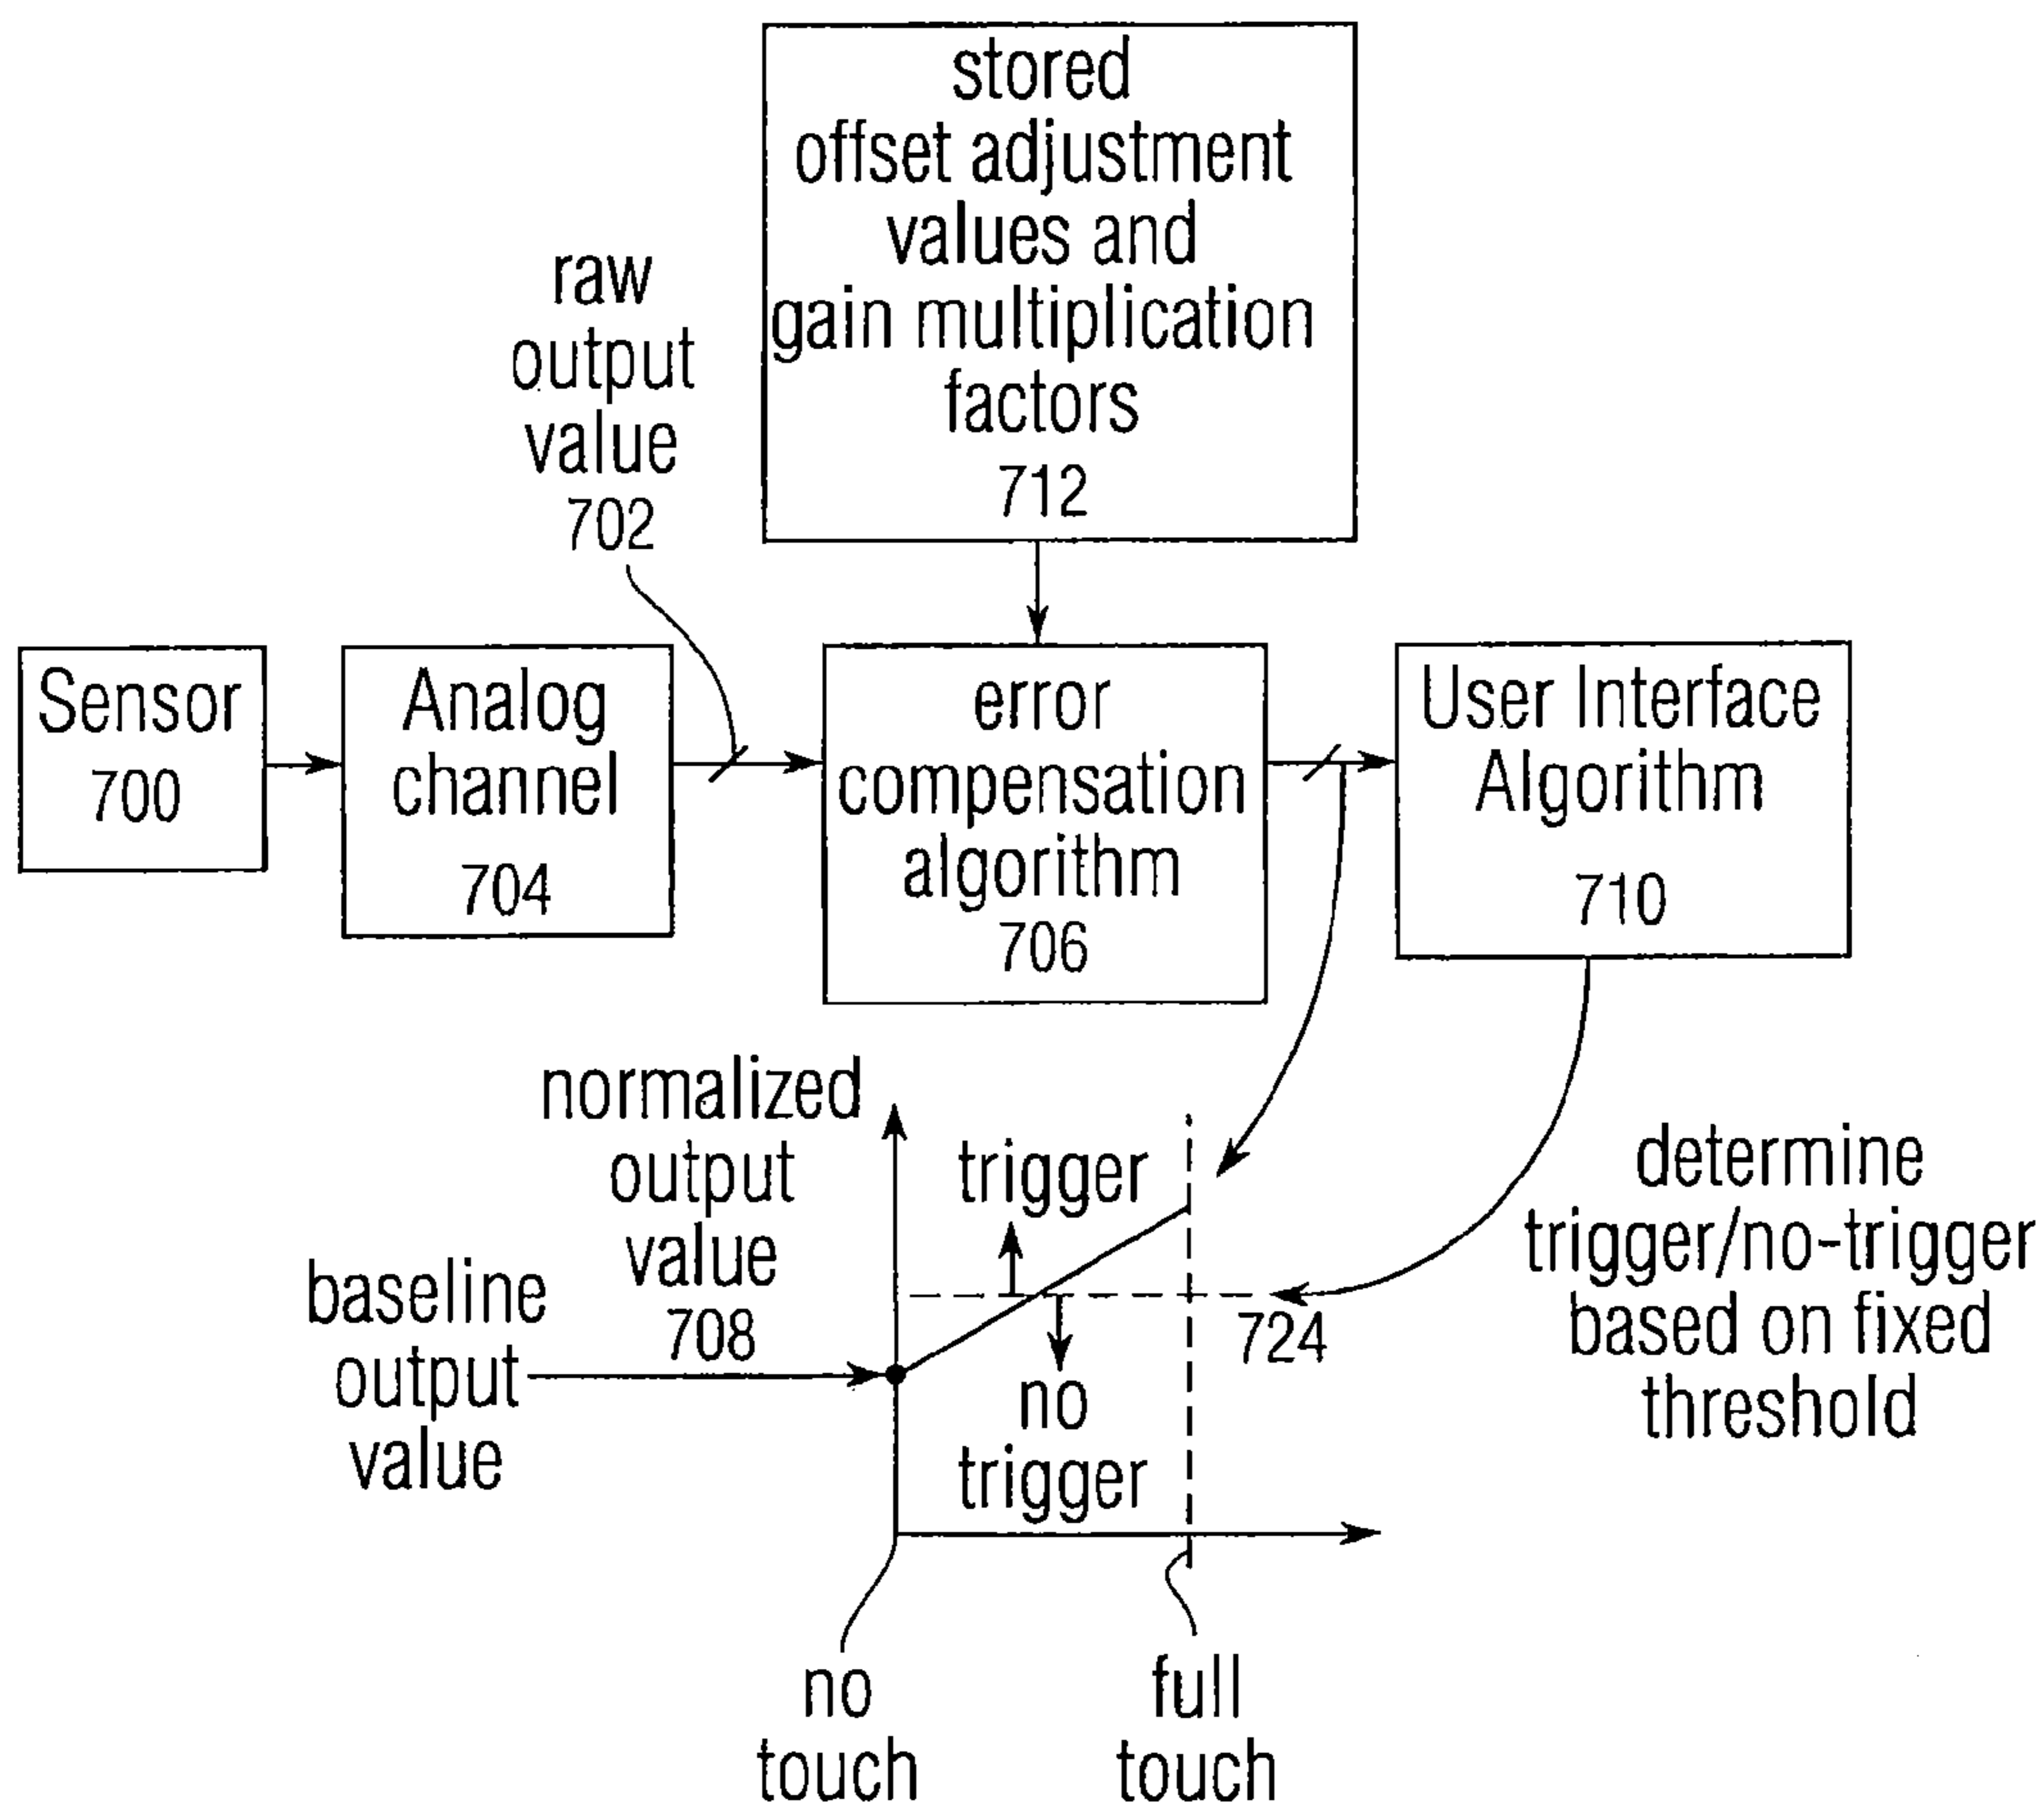 stored
offset adjustment
values and
gain multiplication
factors
712
raw
output
value
702
Sensor
700
Analog
channel
704
error
compensation
algorithm
706
User Interface
Algorithm
710
normalized
output
value
708
baseline
output
value
trigger
no
trigger
724
determine
trigger/no-trigger
based on fixed
threshold
no
touch
full
touch